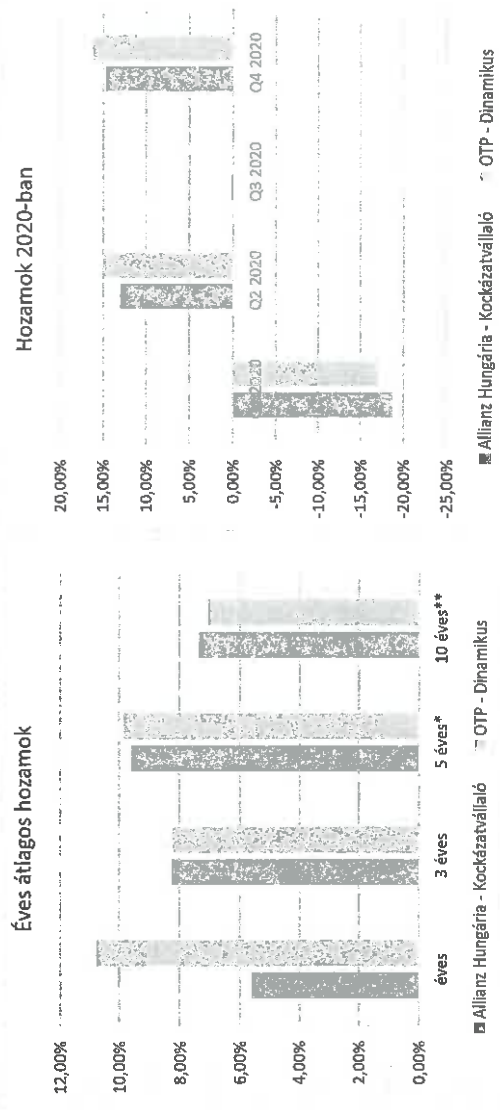 Éves átlagos hozamok
12,00%
10,00%
8,00%
6,00%
4,00%
2,00%
0,00%
éves
3 éves
5 éves*
10 éves**
Allianz Hungária - Kockázatvállaló
OTP - Dinamikus
Hozamok 2020-ban
20,00%
15,00%
10,00%
5,00%
0,00%
-5,00%
-10,00%
-15,00%
-20,00%
-25,00%
2020
Q2 2020
Q3 2020
Q4 2020
Allianz Hungária - Kockázatvállaló
OTP - Dinamikus